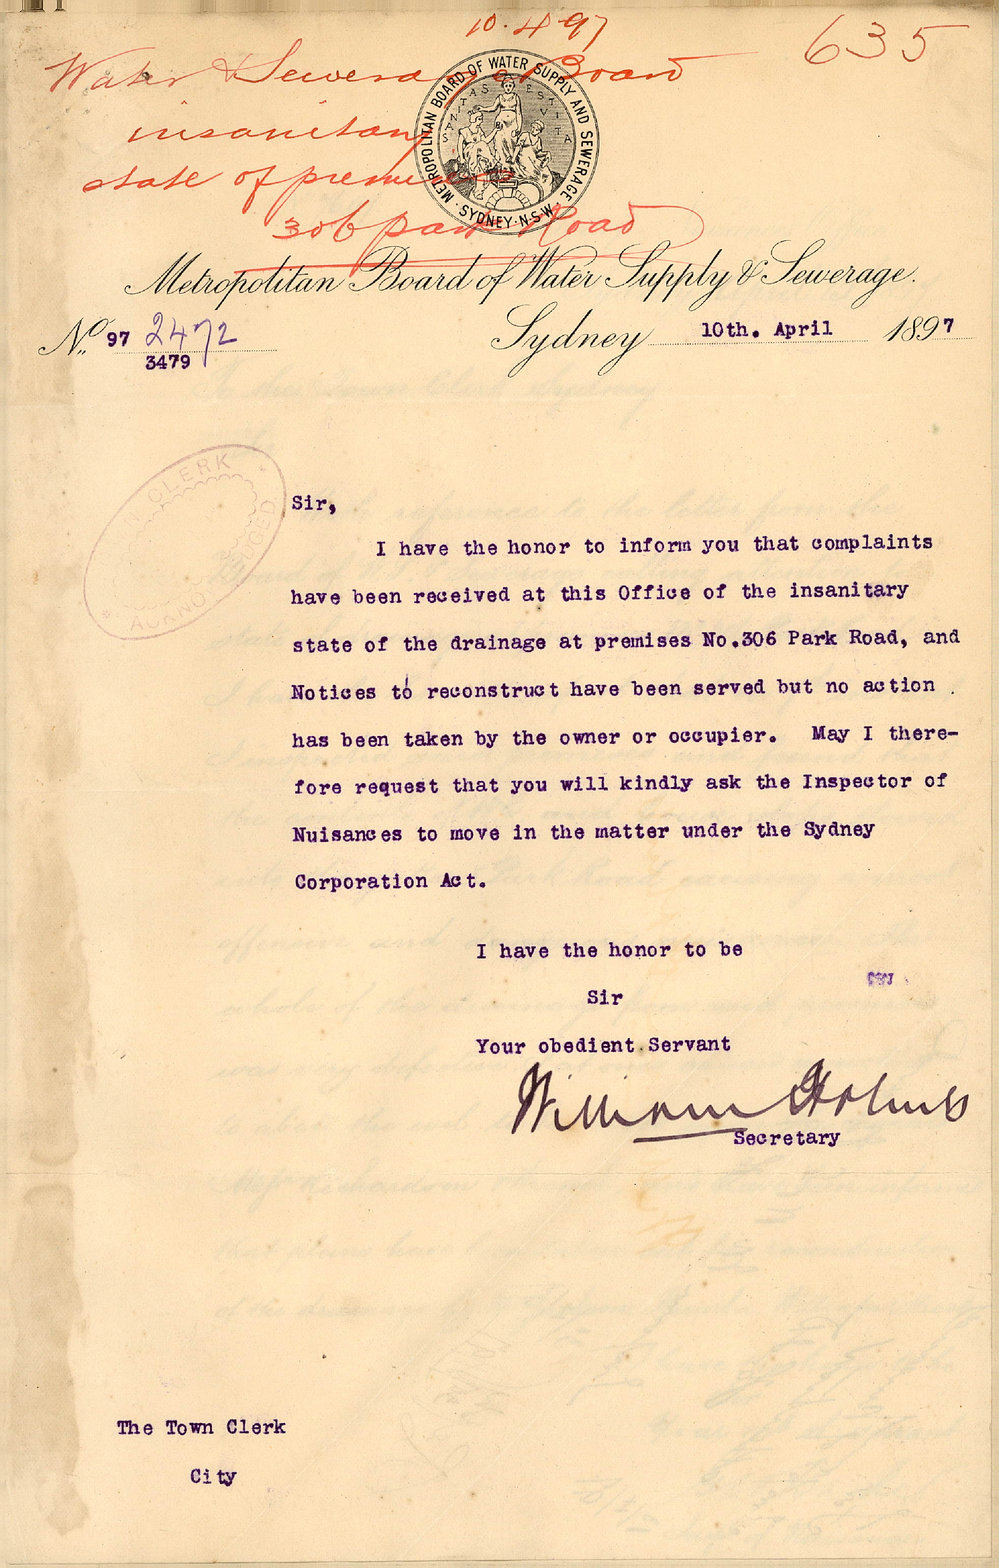 10.4.97
635
Water & Sewerage Board
insanitary
state of premises
306 Park Road
METROPOLITAN BOARD OF WATER SUPPLY AND SEWERAGE
SANITAS EST VITA
· SYDNEY · N·S·W ·
Metropolitan Board of Water Supply & Sewerage.
No. 97 2472 Sydney 10th. April 1897
3479
CLERK
Sir,
I have the honor to inform you that complaints
have been received at this Office of the insanitary
state of the drainage at premises No.306 Park Road, and
Notices to reconstruct have been served but no action
has been taken by the owner or occupier. May I there-
fore request that you will kindly ask the Inspector of
Nuisances to move in the matter under the Sydney
Corporation Act.
I have the honor to be
Sir
Your obedient Servant
William Holmes
Secretary
The Town Clerk
City